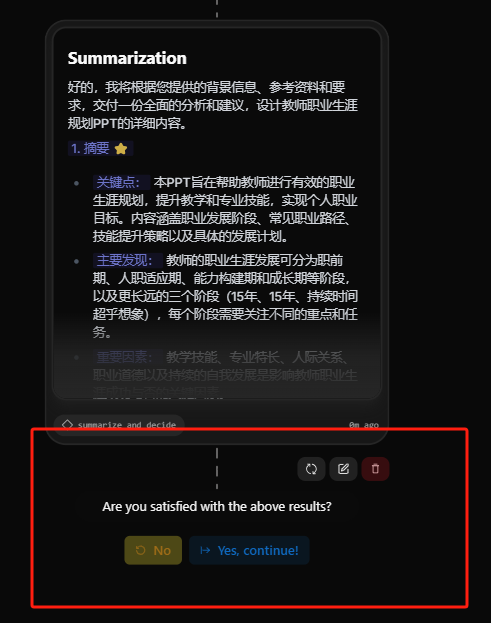 Summarization
好的，我将根据您提供的背景信息、参考资料和要
求，交付一份全面的分析和建议，设计教师职业生涯
规划PPT的详细内容。
1. 摘要 ⭐
• 关键点： 本PPT旨在帮助教师进行有效的职业
生涯规划，提升教学和专业技能，实现个人职业
目标。内容涵盖职业发展阶段、常见职业路径、
技能提升策略以及具体的发展计划。
• 主要发现： 教师的职业生涯发展可分为职前
期、入职适应期、能力构建期和成长期等阶段，
以及更长远的三个阶段（15年、15年、持续时间
超乎想象），每个阶段需要关注不同的重点和任
务。
• 重要因素： 教学技能、专业特长、人际关系、
职业道德以及持续的自我发展是影响教师职业生
summarize and decide
0m ago
Are you satisfied with the above results?
No
Yes, continue!